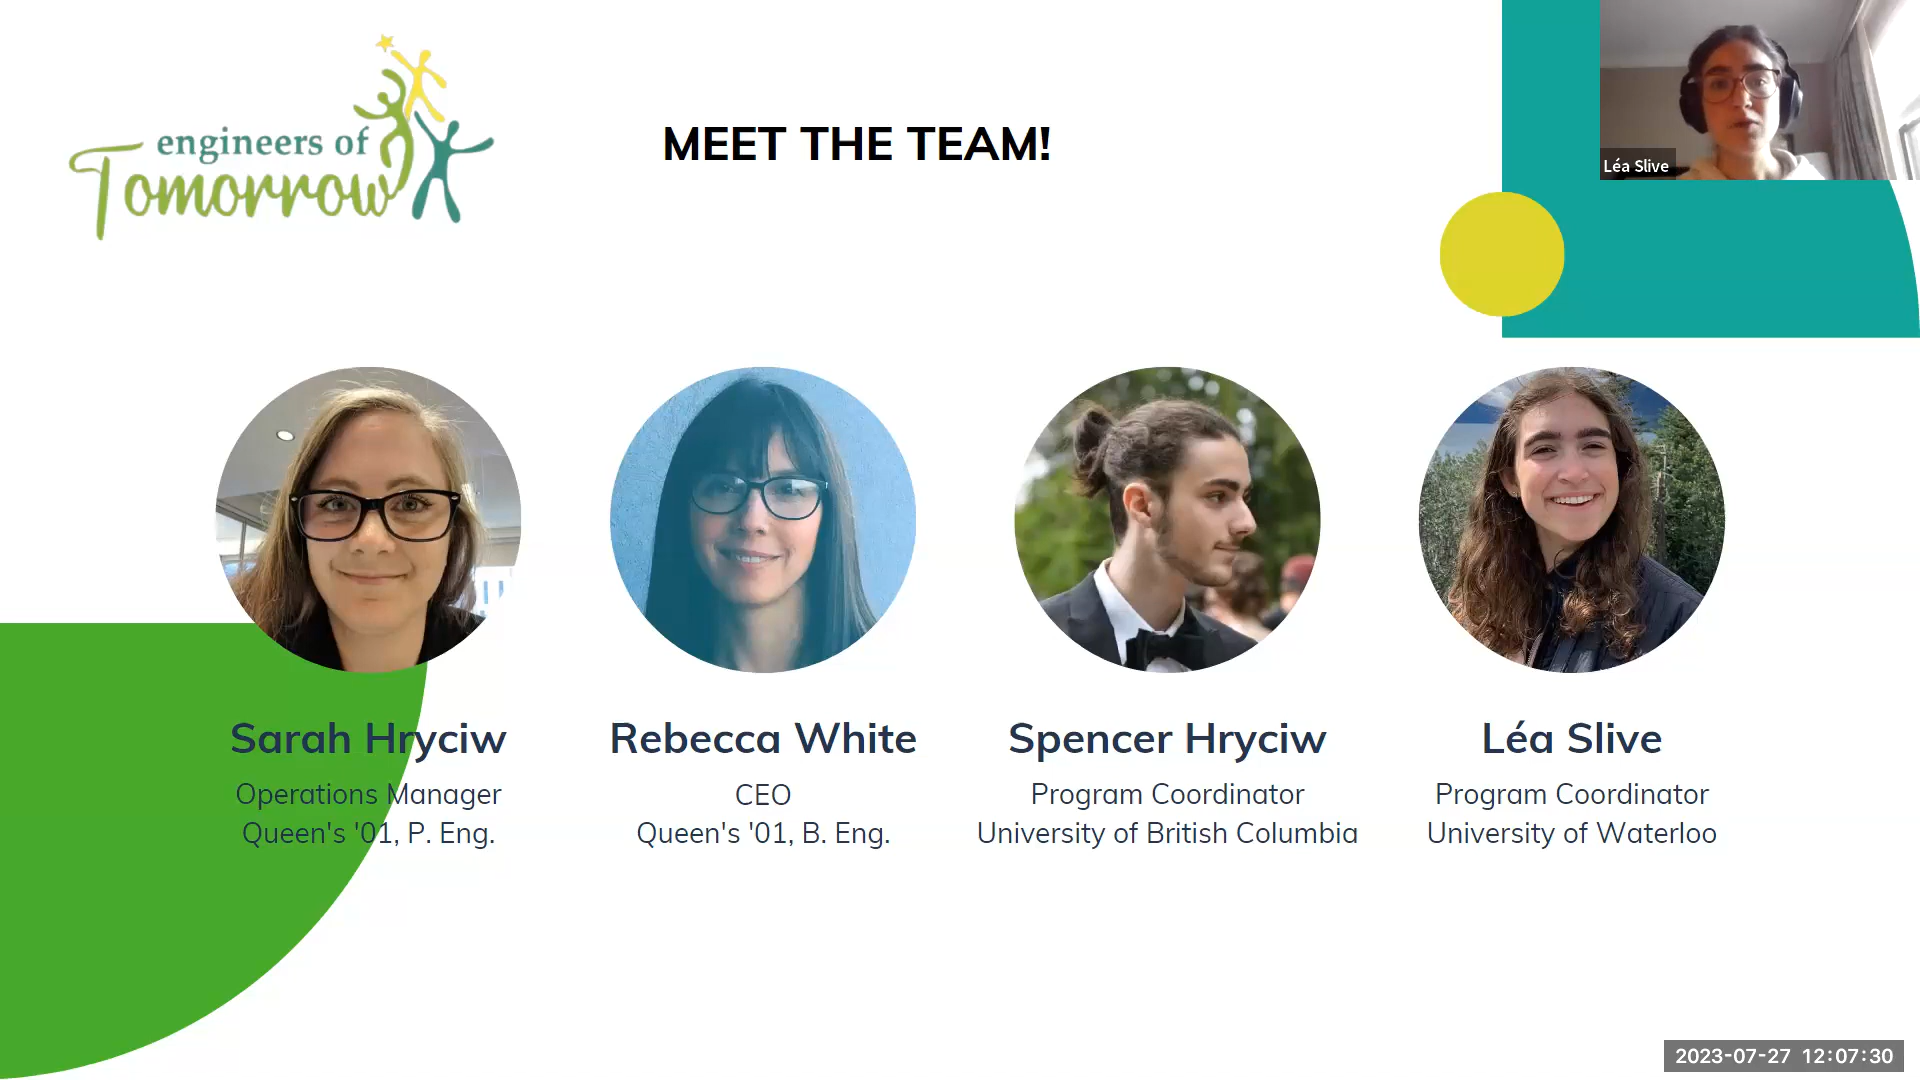 engineers of
Tomorrow
MEET THE TEAM!
Léa Slive
Sarah Hryciw
Operations Manager
Queen's '01, P. Eng.
Rebecca White
CEO
Queen's '01, B. Eng.
Spencer Hryciw
Program Coordinator
University of British Columbia
Léa Slive
Program Coordinator
University of Waterloo
2023-07-27 12:07:30